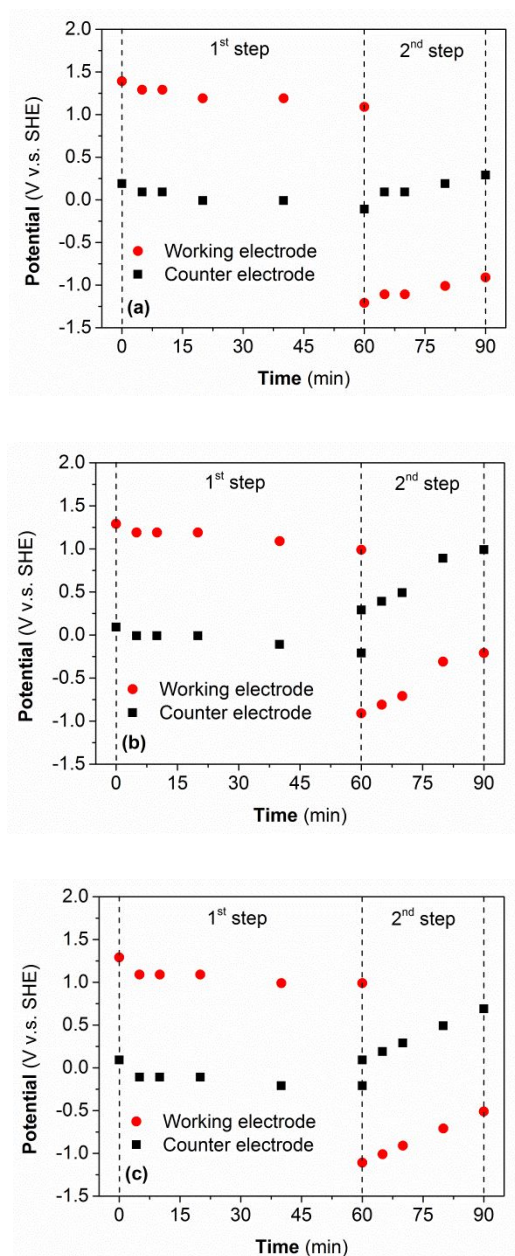 1st step
2nd step
2.0
1.5
1.0
0.5
0.0
-0.5
-1.0
-1.5
Potential (V v.s. SHE)
Working electrode
Counter electrode
(a)
0 15 30 45 60 75 90
Time (min)
1st step
2nd step
2.0
1.5
1.0
0.5
0.0
-0.5
-1.0
-1.5
Potential (V v.s. SHE)
Working electrode
Counter electrode
(b)
0 15 30 45 60 75 90
Time (min)
1st step
2nd step
2.0
1.5
1.0
0.5
0.0
-0.5
-1.0
-1.5
Potential (V v.s. SHE)
Working electrode
Counter electrode
(c)
0 15 30 45 60 75 90
Time (min)